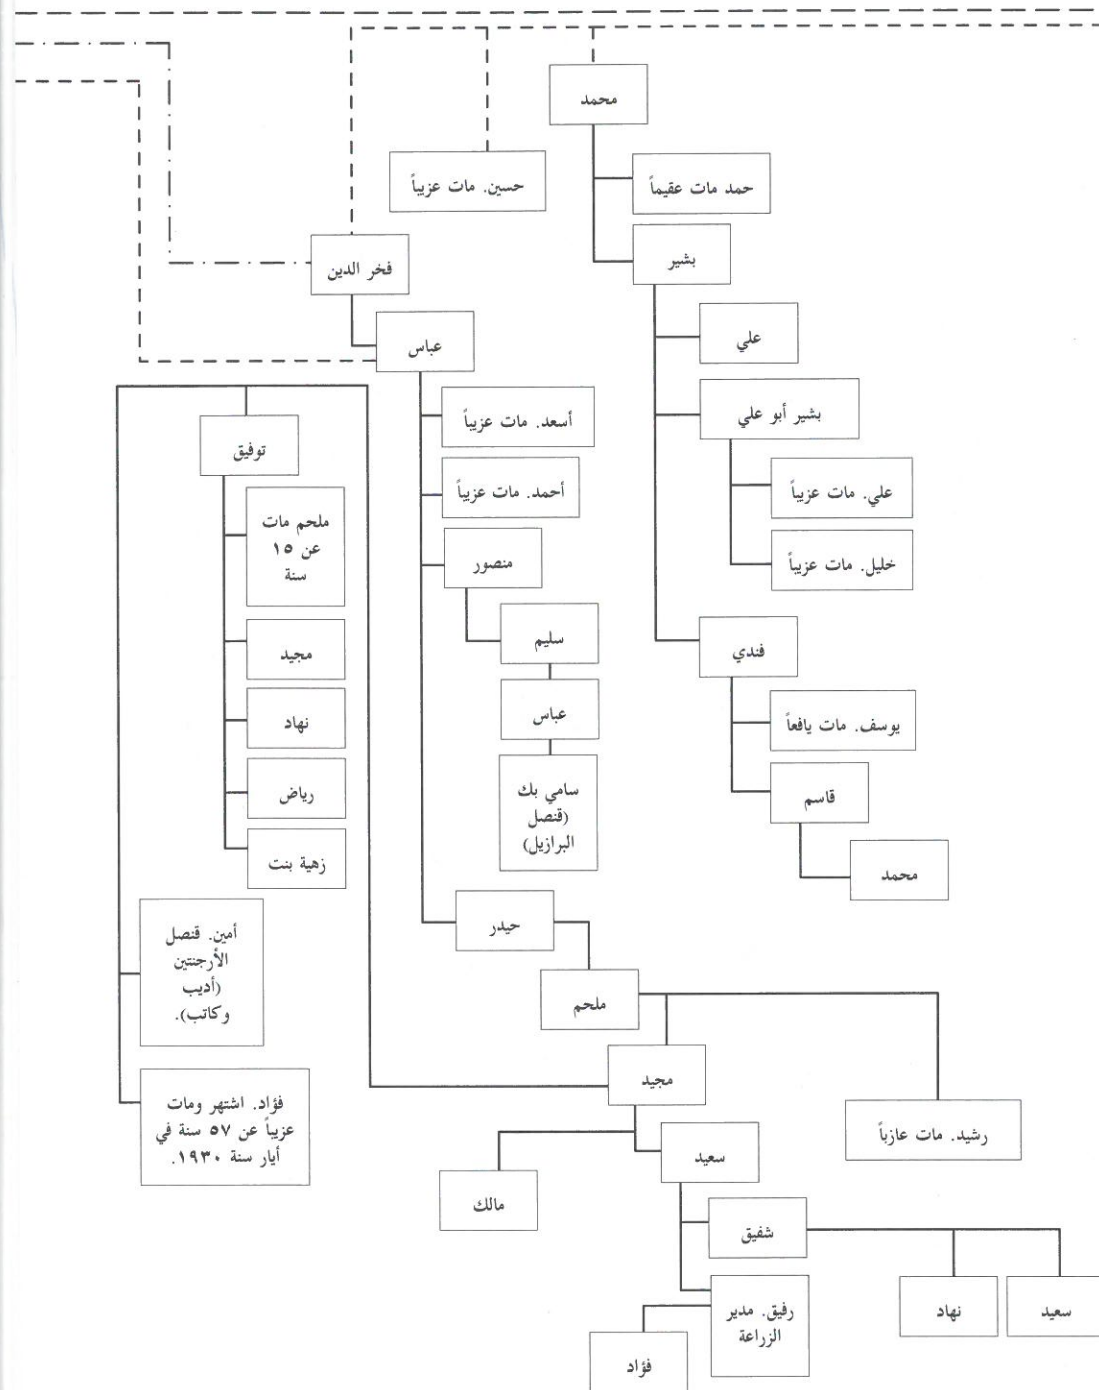 محمد
حمد مات عقيماً
حسين. مات عزيباً
بشير
فخر الدين
علي
عباس
بشير أبو علي
أسعد. مات عزيباً
توفيق
علي. مات عزيباً
أحمد. مات عزيباً
ملحم مات
عن ١٥
سنة
خليل. مات عزيباً
منصور
فندي
سليم
مجيد
يوسف. مات يافعاً
عباس
نهاد
قاسم
سامي بك
(قنصل
البرازيل)
رياض
محمد
زهية بنت
حيدر
أمين. قنصل
الأرجنتين
(أديب
وكاتب).
ملحم
مجيد
فؤاد. اشتهر ومات
عزيباً عن ٥٧ سنة في
أيار سنة ١٩٣٠.
رشيد. مات عازباً
سعيد
مالك
شفيق
رفيق. مدير
الزراعة
نهاد
سعيد
فؤاد